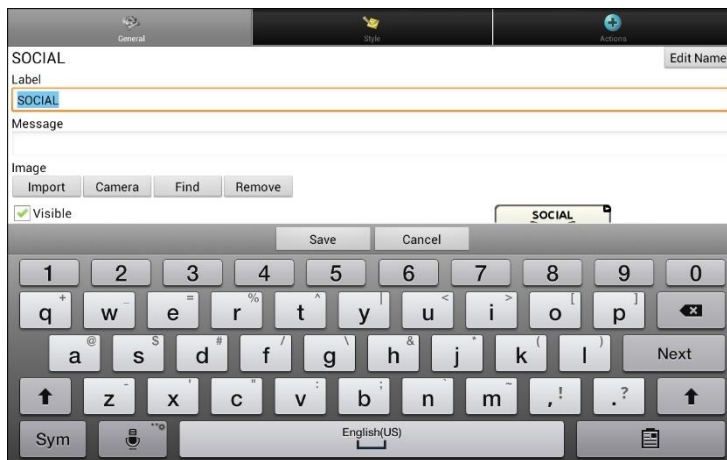 General Style Actions
SOCIAL Edit Name
Label
SOCIAL
Message
Image
Import Camera Find Remove
Visible SOCIAL
Save Cancel
1 2 3 4 5 6 7 8 9 0
q + w _ e = r % t ^ y | u < i > o [ p ]
a @ s $ d # f / g \ h & j * k ( l ) Next
z - x ' c " v : b ; n ` m ~ , ! . ?
Sym English(US)